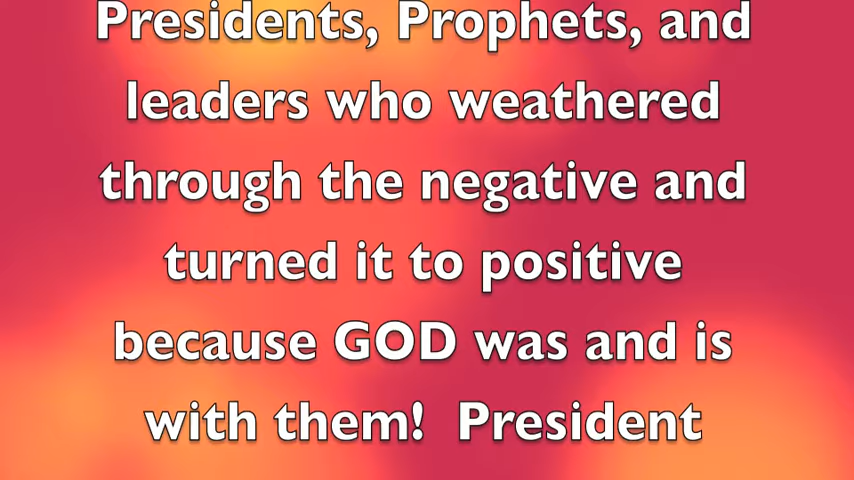 Presidents, Prophets, and
leaders who weathered
through the negative and
turned it to positive
because GOD was and is
with them!  President